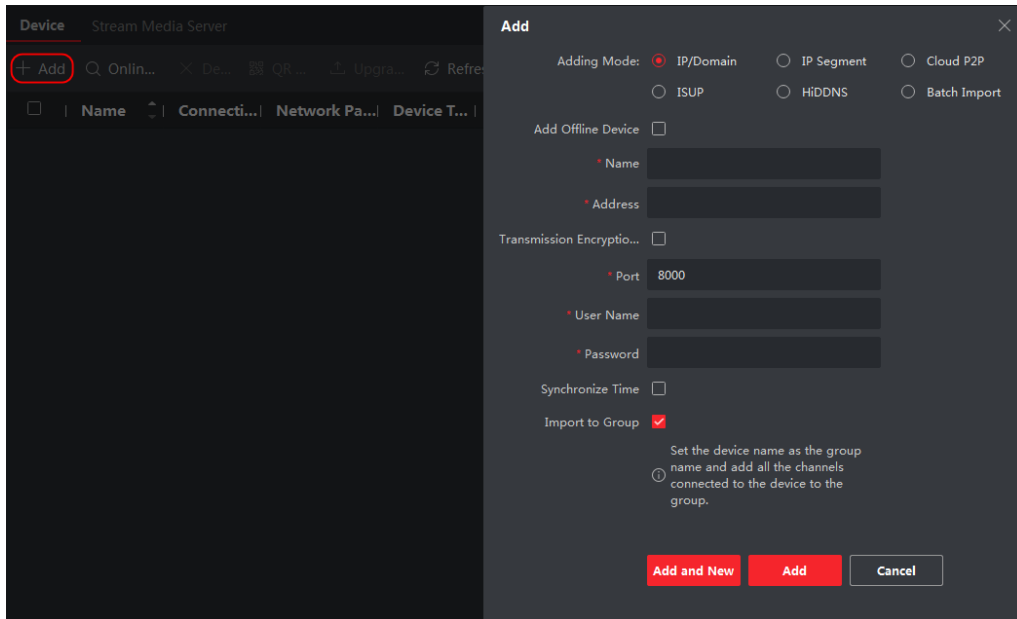 Device Stream Media Server
+ Add Onlin... De... QR ... Upgra... Refre
Name Connecti... Network Pa... Device T...
Add
Adding Mode: IP/Domain IP Segment Cloud P2P
ISUP HiDDNS Batch Import
Add Offline Device
* Name
* Address
Transmission Encryptio...
* Port 8000
* User Name
* Password
Synchronize Time
Import to Group
Set the device name as the group
name and add all the channels
connected to the device to the
group.
Add and New Add Cancel